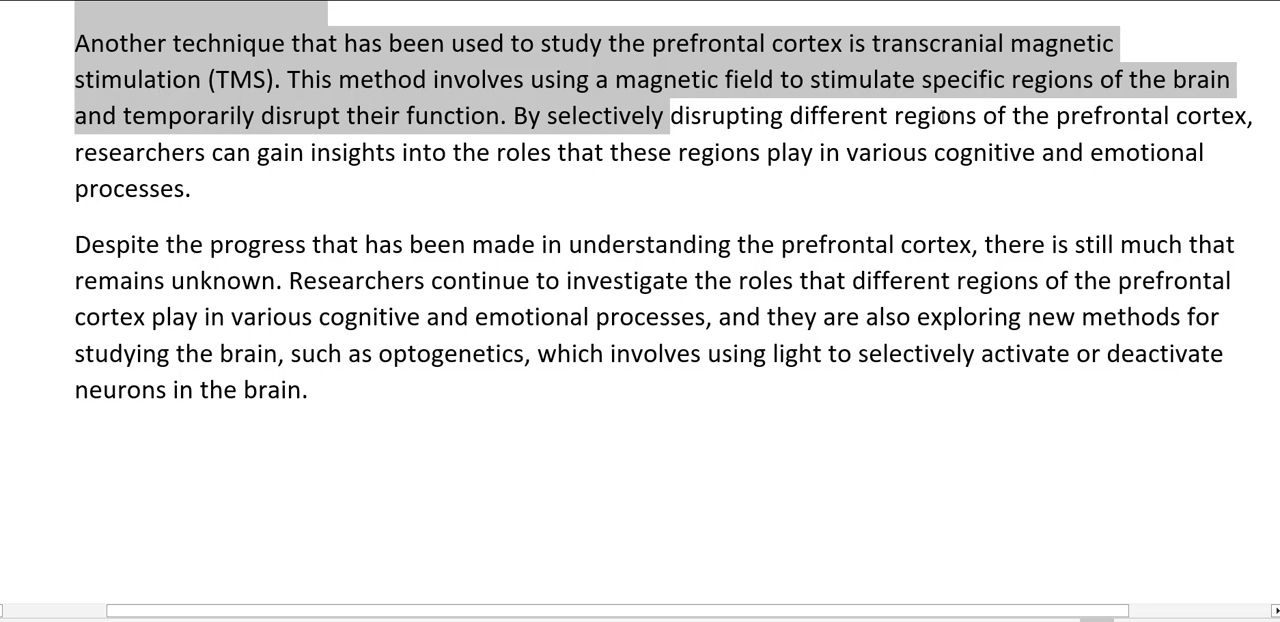 Another technique that has been used to study the prefrontal cortex is transcranial magnetic
stimulation (TMS). This method involves using a magnetic field to stimulate specific regions of the brain
and temporarily disrupt their function. By selectively disrupting different regions of the prefrontal cortex,
researchers can gain insights into the roles that these regions play in various cognitive and emotional
processes.
Despite the progress that has been made in understanding the prefrontal cortex, there is still much that
remains unknown. Researchers continue to investigate the roles that different regions of the prefrontal
cortex play in various cognitive and emotional processes, and they are also exploring new methods for
studying the brain, such as optogenetics, which involves using light to selectively activate or deactivate
neurons in the brain.